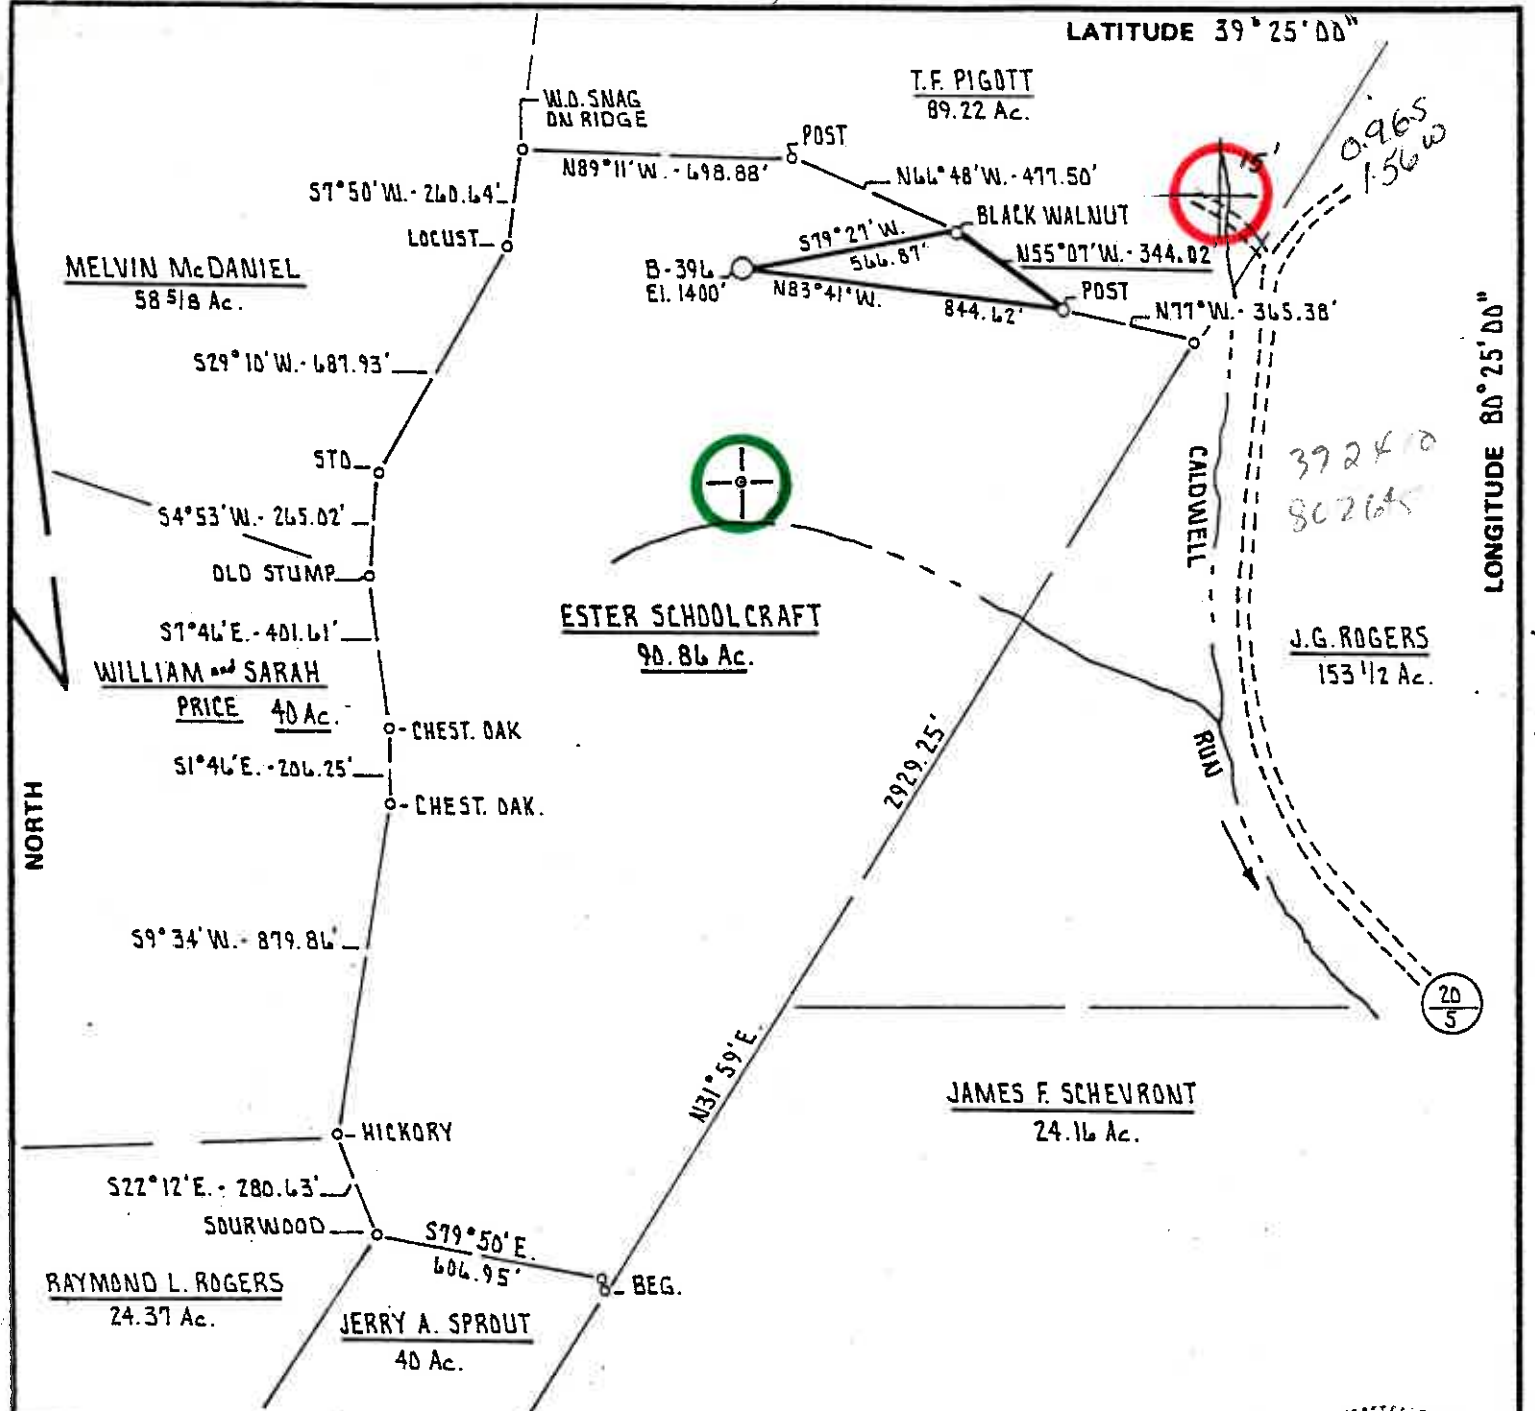 LATITUDE 39°25'00"
T.F. PIGOTT
89.22 Ac.
W.O. SNAG
ON RIDGE
POST
N89°11'W. - 698.88'
N66°48'W. - 477.50'
15'
0.965
1.56 W
S7°50'W. - 260.64'
LOCUST
BLACK WALNUT
S79°27'W.
566.87'
N55°07'W. - 344.02'
MELVIN McDANIEL
58 5/8 Ac.
B-396
El. 1400'
N83°41'W.
844.62'
POST
N77°W. - 365.38'
S29°10'W. - 687.93'
LONGITUDE 80°25'00"
STO
CALDWELL
S4°53'W. - 265.02'
OLD STUMP
ESTER SCHOOLCRAFT
90.86 Ac.
S7°46'E. - 401.61'
J.G. ROGERS
153 1/2 Ac.
WILLIAM and SARAH
PRICE 40 Ac.
CHEST. OAK
S1°46'E. - 206.25'
RUN
2929.25'
CHEST. OAK.
NORTH
S9°34'W. - 879.86'
20
5
N31°59'E.
JAMES F. SCHEVRONT
24.16 Ac.
HICKORY
S22°12'E. - 280.63'
SOURWOOD
S79°50'E.
606.95'
BEG.
RAYMOND L. ROGERS
24.37 Ac.
JERRY A. SPROUT
40 Ac.